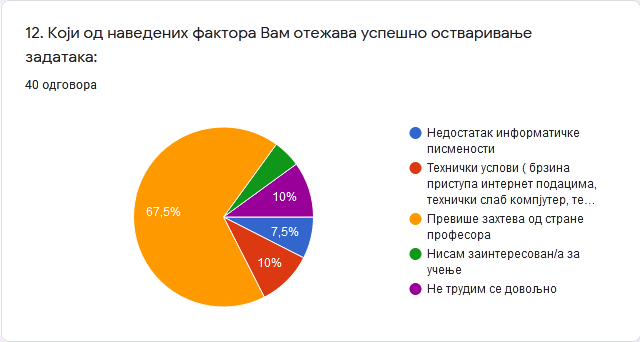 12. Који од наведених фактора Вам отежава успешно остваривање
задатака:
40 одговора
Недостатак информатичке
писмености
Технички услови ( брзина
приступа интернет подацима,
технички слаб компјутер, те…
Превише захтева од стране
професора
Нисам заинтересован/а за
учење
Не трудим се довољно
67,5%
10%
7,5%
10%